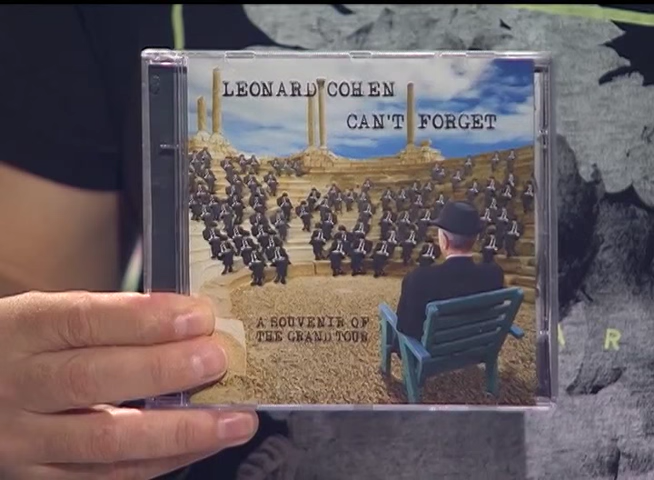 LEONARD COHEN
CAN'T FORGET
A SOUVENIR OF
THE GRAND TOUR
A R